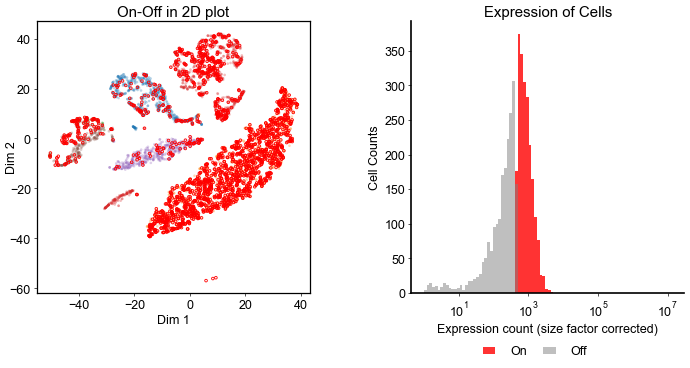 On-Off in 2D plot
Dim 2
40
20
0
−20
−40
−60
−40
−20
0
20
40
Dim 1
Expression of Cells
Cell Counts
350
300
250
200
150
100
50
0
10^1
10^3
10^5
10^7
Expression count (size factor corrected)
On
Off